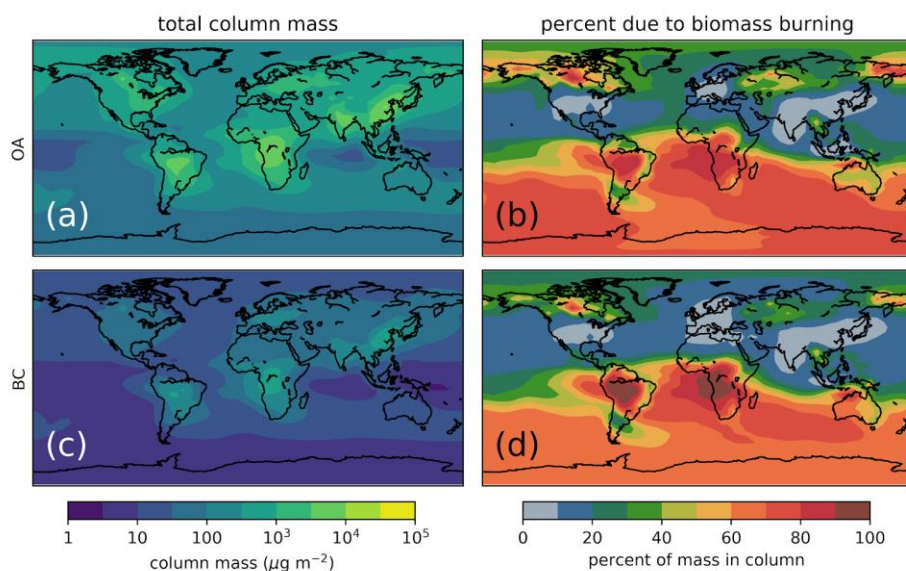 total column mass
percent due to biomass burning
OA
(a)
(b)
BC
(c)
(d)
1 10 100 10³ 10⁴ 10⁵
column mass (μg m⁻²)
0 20 40 60 80 100
percent of mass in column